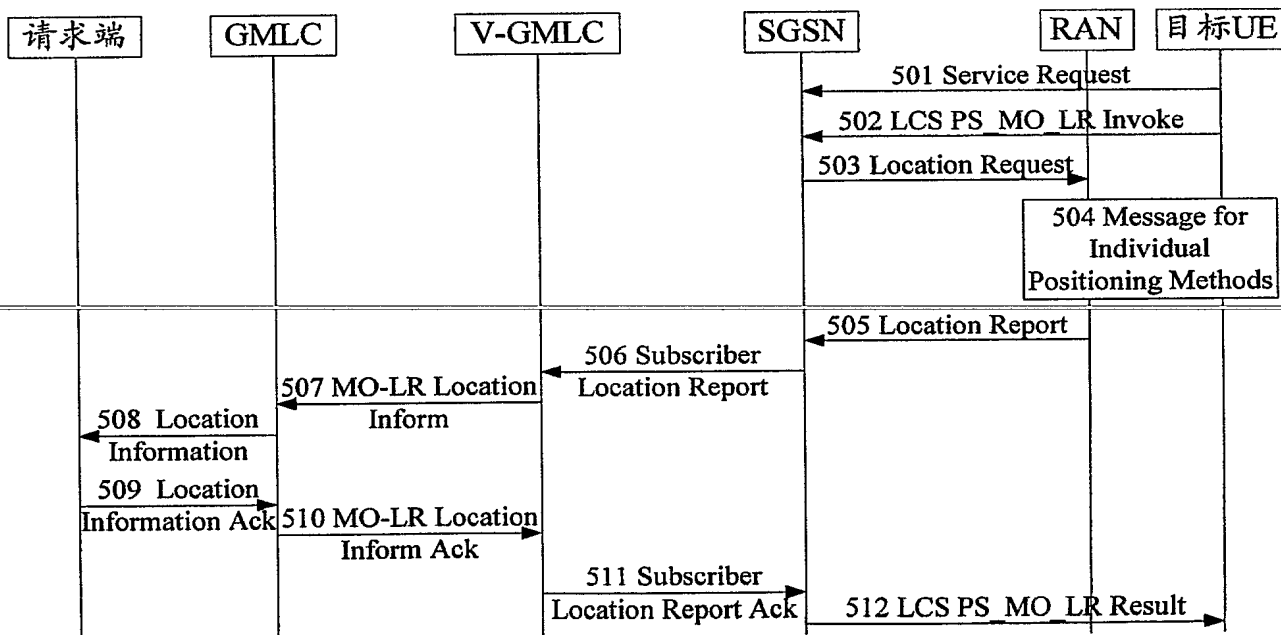 请求端
GMLC
V-GMLC
SGSN
RAN
目标UE
501 Service Request
502 LCS PS_MO_LR Invoke
503 Location Request
504 Message for
Individual
Positioning Methods
505 Location Report
506 Subscriber
Location Report
507 MO-LR Location
Inform
508 Location
Information
509 Location
Information Ack
510 MO-LR Location
Inform Ack
511 Subscriber
Location Report Ack
512 LCS PS_MO_LR Result